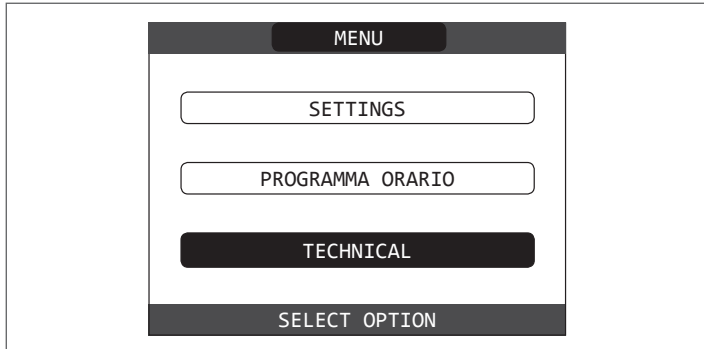 MENU
SETTINGS
PROGRAMMA ORARIO
TECHNICAL
SELECT OPTION